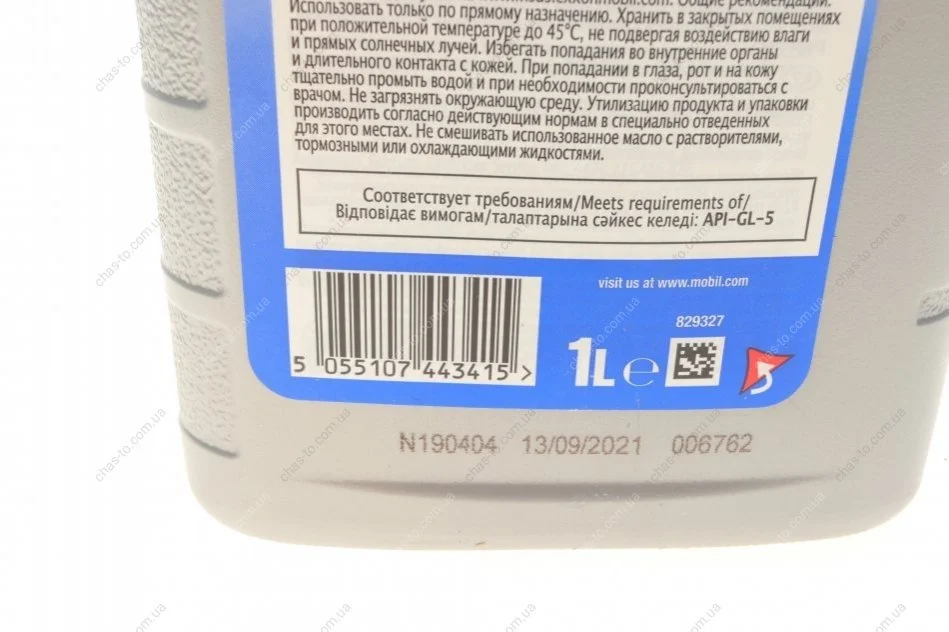 Общие рекомендации.
Использовать только по прямому назначению. Хранить в закрытых помещениях
при положительной температуре до 45°C, не подвергая воздействию влаги
и прямых солнечных лучей. Избегать попадания во внутренние органы
и длительного контакта с кожей. При попадании в глаза, рот и на кожу
тщательно промыть водой и при необходимости проконсультироваться с
врачом. Не загрязнять окружающую среду. Утилизацию продукта и упаковки
производить согласно действующим нормам в специально отведенных
для этого местах. Не смешивать использованное масло с растворителями,
тормозными или охлаждающими жидкостями.
Соответствует требованиям/Meets requirements of/
Відповідає вимогам/талаптарына сәйкес келеді: API-GL-5
visit us at www.mobil.com
829327
5 055107 443415 >
1L e
N190404 13/09/2021 006762
chas-to.com.ua